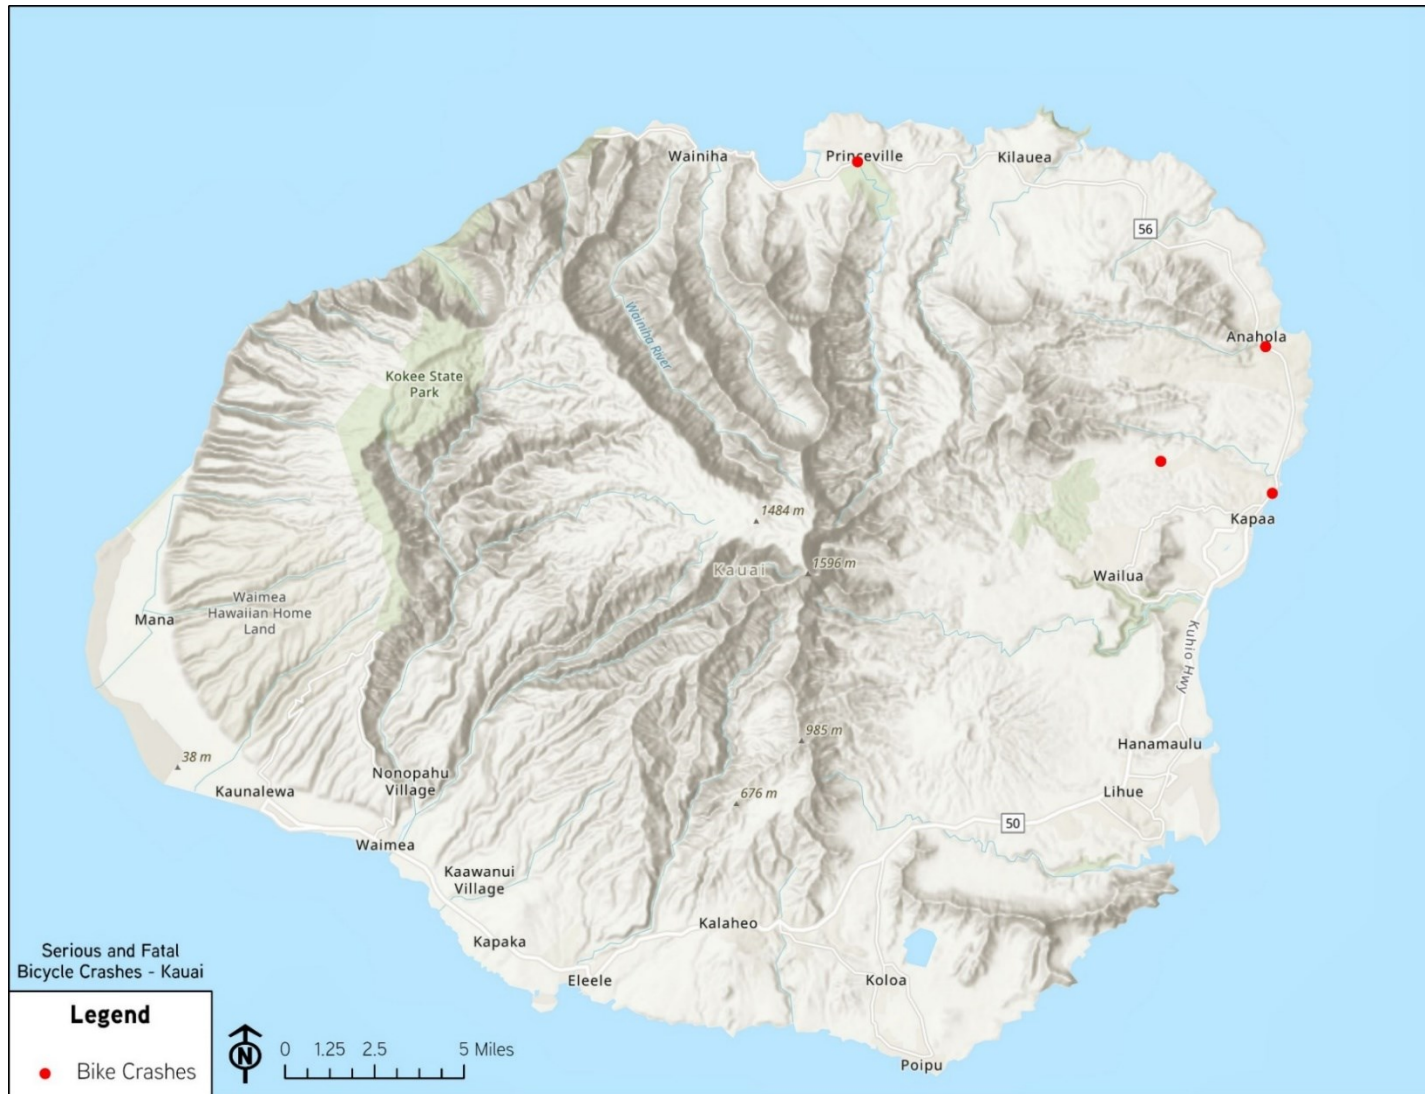 Wainiha
Princeville
Kilauea
56
Wainiha River
Anahola
Kokee State
Park
1484 m
Kapaa
Kauai
1596 m
Wailua
Waimea
Hawaiian Home
Land
Mana
Kuhio Hwy
985 m
Hanamaulu
38 m
Nonopahu
Village
Kaunalewa
676 m
Lihue
50
Waimea
Kaawanui
Village
Kalaheo
Kapaka
Eleele
Koloa
Poipu
Serious and Fatal
Bicycle Crashes - Kauai
Legend
Bike Crashes
N
0 1.25 2.5 5 Miles